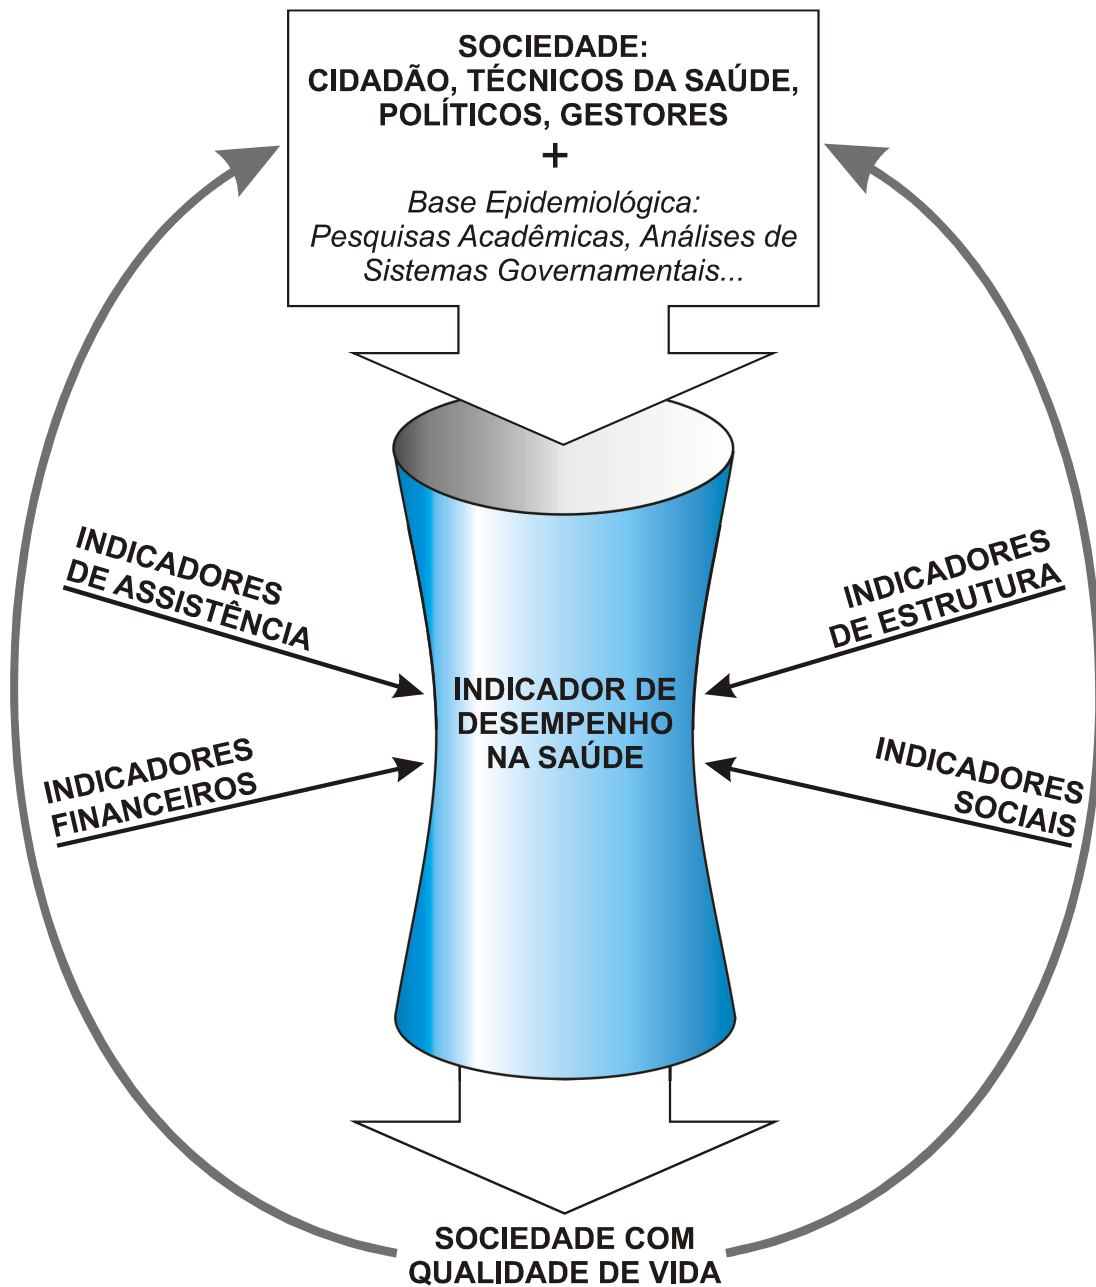 SOCIEDADE:
CIDADÃO, TÉCNICOS DA SAÚDE,
POLÍTICOS, GESTORES
+
Base Epidemiológica:
Pesquisas Acadêmicas, Análises de
Sistemas Governamentais...
INDICADORES
DE ASSISTÊNCIA
INDICADORES
DE ESTRUTURA
INDICADOR DE
DESEMPENHO
NA SAÚDE
INDICADORES
FINANCEIROS
INDICADORES
SOCIAIS
SOCIEDADE COM
QUALIDADE DE VIDA